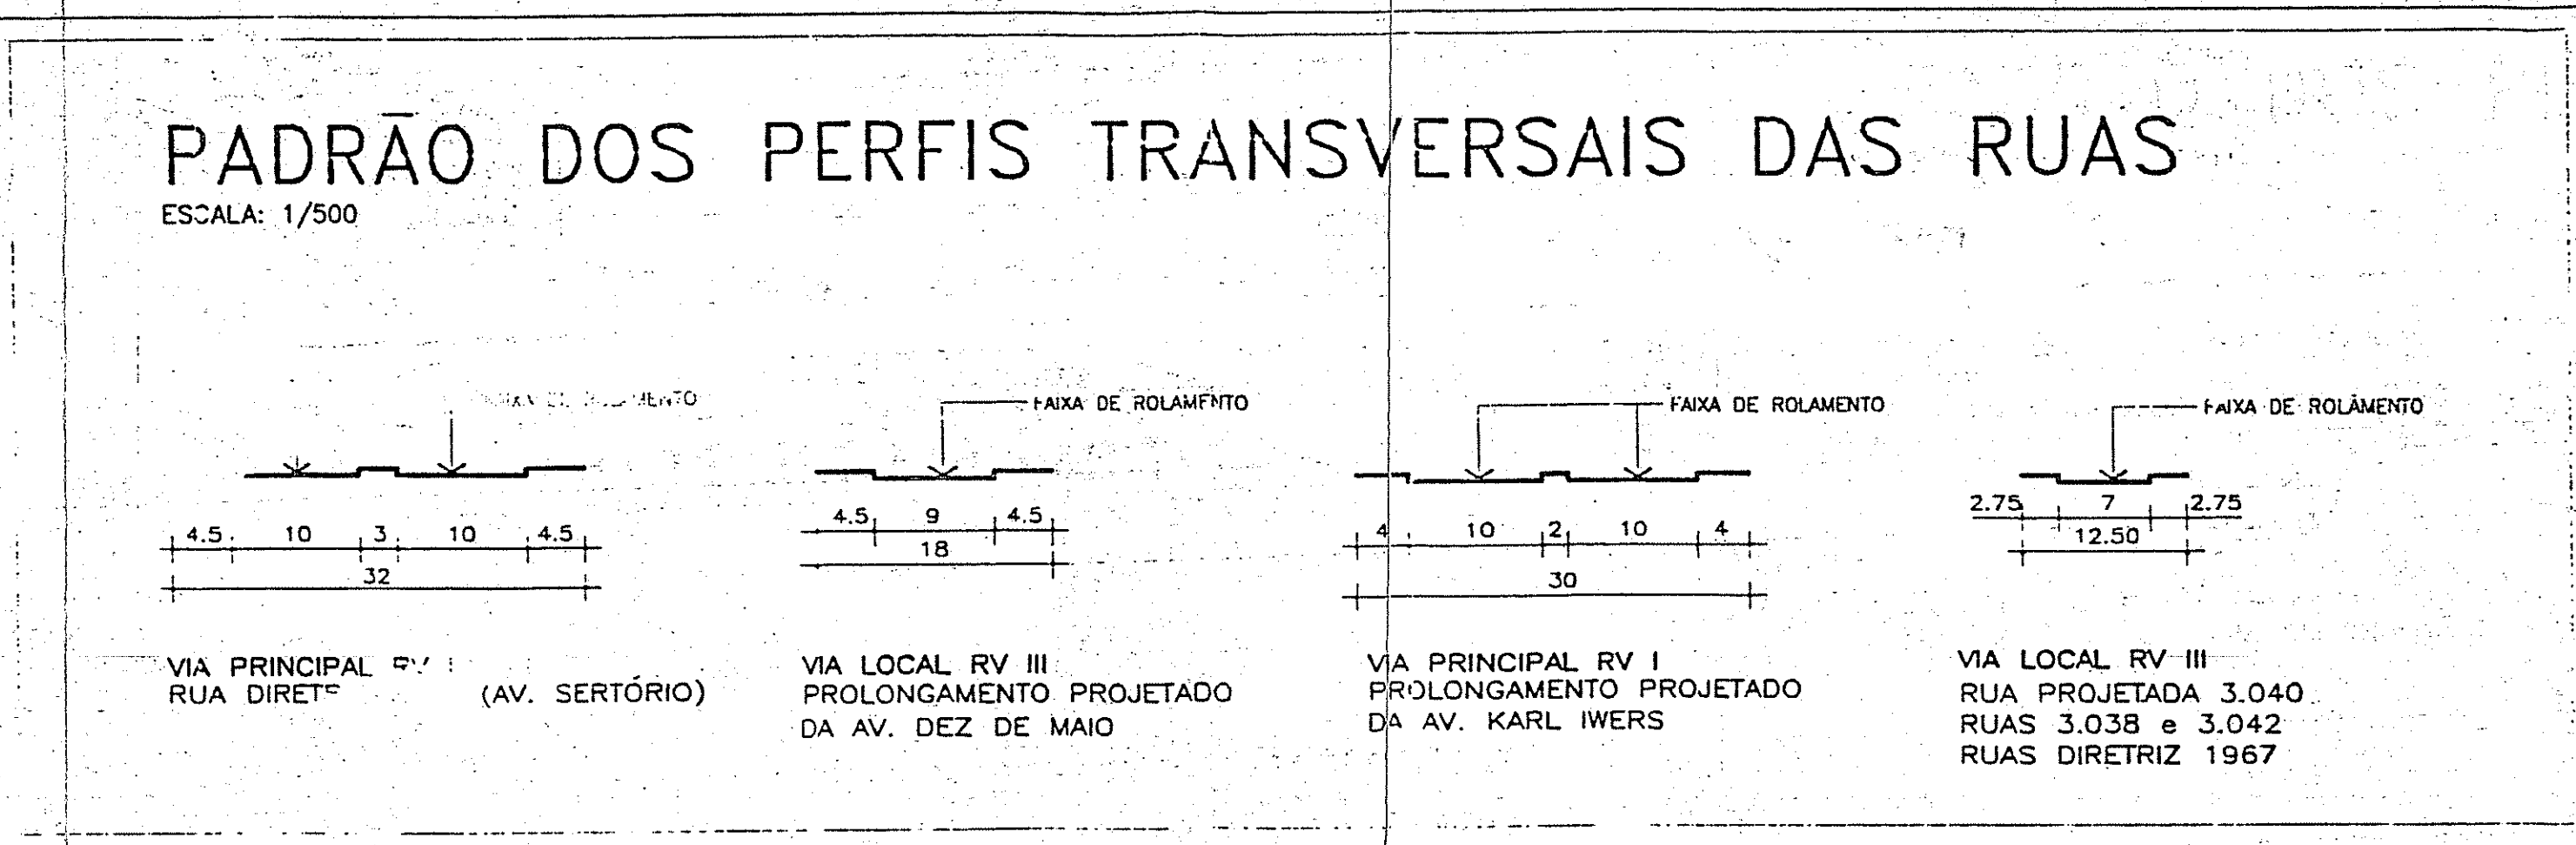 PADRÃO DOS PERFIS TRANSVERSAIS DAS RUAS
ESCALA: 1/500
ROLAMENTO
4.5 10 3 10 4.5
32
VIA PRINCIPAL RV I
RUA (AV. SERTÓRIO)
FAIXA DE ROLAMENTO
4.5 9 4.5
18
VIA LOCAL RV III
PROLONGAMENTO PROJETADO
DA AV. DEZ DE MAIO
FAIXA DE ROLAMENTO
4 10 2 10 4
30
VIA PRINCIPAL RV I
PROLONGAMENTO PROJETADO
DA AV. KARL IWERS
FAIXA DE ROLAMENTO
2.75 7 2.75
12.50
VIA LOCAL RV III
RUA PROJETADA 3.040
RUAS 3.038 e 3.042
RUAS DIRETRIZ 1967